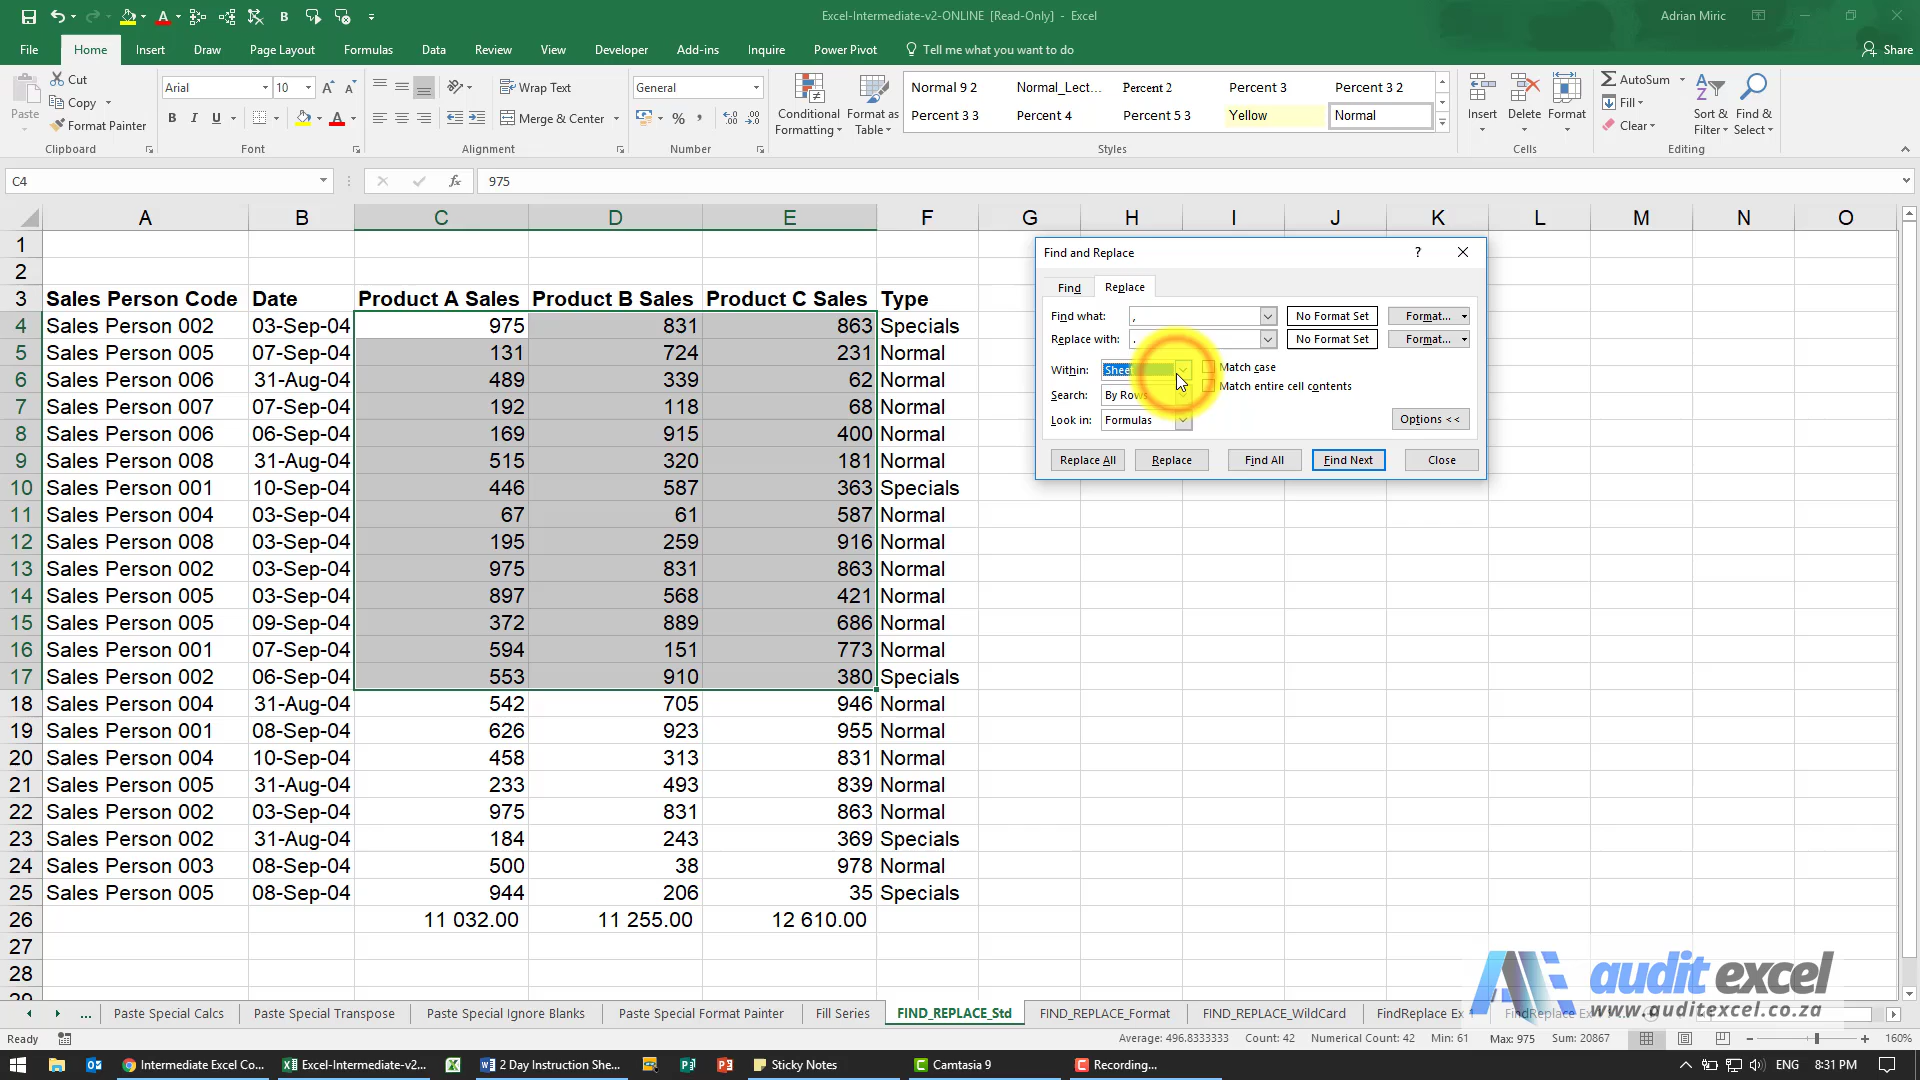 Excel-Intermediate-v2-ONLINE [Read-Only] - Excel
Adrian Miric
File Home Insert Draw Page Layout Formulas Data Review View Developer Add-ins Inquire Power Pivot Tell me what you want to do Share
Paste
Cut
Copy
Format Painter
Clipboard
Arial 10
B I U
Font
Wrap Text
Merge & Center
Alignment
General
%
Number
Conditional Formatting
Format as Table
Normal 9 2 Normal_Lect... Percent 2 Percent 3 Percent 3 2
Percent 3 3 Percent 4 Percent 5 3 Yellow Normal
Styles
Insert Delete Format
Cells
AutoSum
Fill
Clear
Sort & Filter
Find & Select
Editing
C4 fx 975
A B C D E F G H I J K L M N O
1
2
3 Sales Person Code Date Product A Sales Product B Sales Product C Sales Type
4 Sales Person 002 03-Sep-04 975 831 863 Specials
5 Sales Person 005 07-Sep-04 131 724 231 Normal
6 Sales Person 006 31-Aug-04 489 339 62 Normal
7 Sales Person 007 07-Sep-04 192 118 68 Normal
8 Sales Person 006 06-Sep-04 169 915 400 Normal
9 Sales Person 008 31-Aug-04 515 320 181 Normal
10 Sales Person 001 10-Sep-04 446 587 363 Specials
11 Sales Person 004 03-Sep-04 67 61 587 Normal
12 Sales Person 008 03-Sep-04 195 259 916 Normal
13 Sales Person 002 03-Sep-04 975 831 863 Normal
14 Sales Person 005 03-Sep-04 897 568 421 Normal
15 Sales Person 005 09-Sep-04 372 889 686 Normal
16 Sales Person 001 07-Sep-04 594 151 773 Normal
17 Sales Person 002 06-Sep-04 553 910 380 Specials
18 Sales Person 004 31-Aug-04 542 705 946 Normal
19 Sales Person 001 08-Sep-04 626 923 955 Normal
20 Sales Person 004 10-Sep-04 458 313 831 Normal
21 Sales Person 005 31-Aug-04 233 493 839 Normal
22 Sales Person 002 03-Sep-04 975 831 863 Normal
23 Sales Person 002 31-Aug-04 184 243 369 Specials
24 Sales Person 003 08-Sep-04 500 38 978 Normal
25 Sales Person 005 08-Sep-04 944 206 35 Specials
26 11 032.00 11 255.00 12 610.00
27
28
29
Find and Replace ?
Find Replace
Find what: , No Format Set Format...
Replace with: . No Format Set Format...
Within: Sheet Match case
Search: By Rows Match entire cell contents
Look in: Formulas Options <<
Replace All Replace Find All Find Next Close
audit excel
www.auditexcel.co.za
... Paste Special Calcs Paste Special Transpose Paste Special Ignore Blanks Paste Special Format Painter Fill Series FIND_REPLACE_Std FIND_REPLACE_Format FIND_REPLACE_WildCard FindReplace Ex
Ready Average: 496.8333333 Count: 42 Numerical Count: 42 Min: 61 Max: 975 Sum: 20867 160%
Intermediate Excel Co... Excel-Intermediate-v2... 2 Day Instruction She... Sticky Notes Camtasia 9 Recording... ENG 8:31 PM